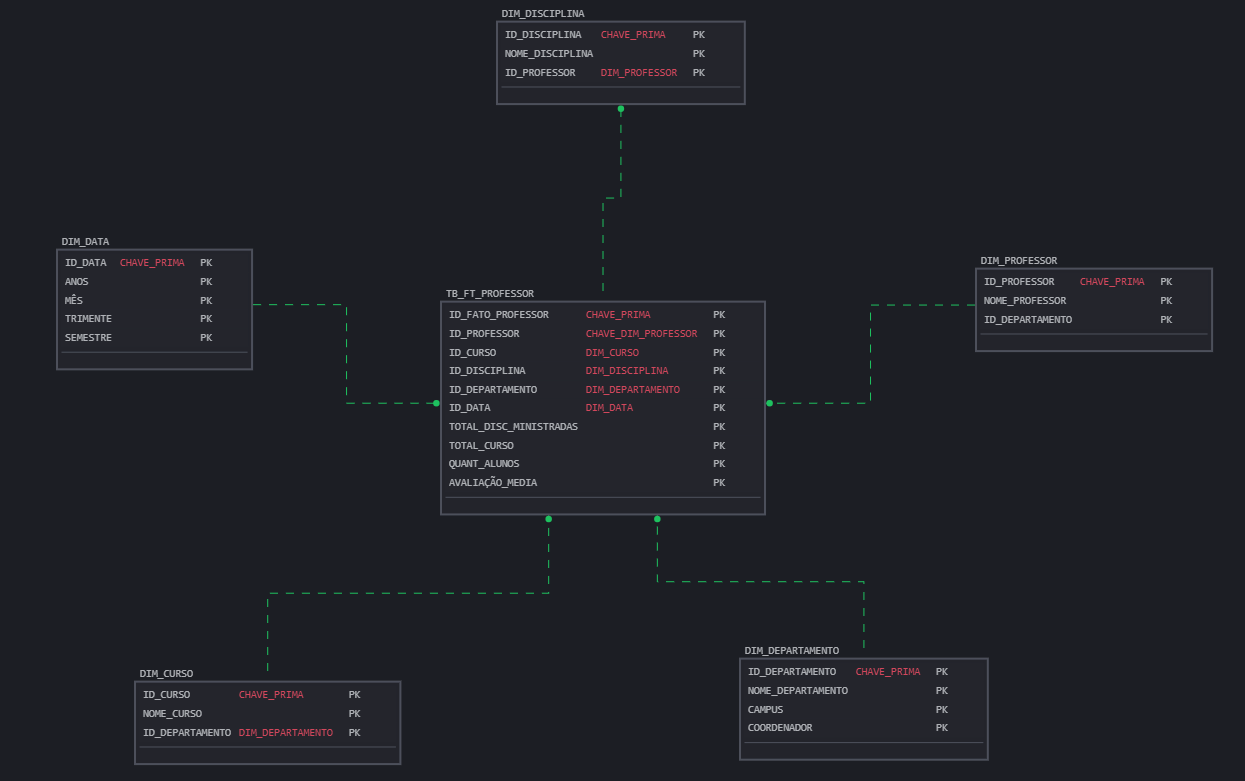 DIM_DISCIPLINA
ID_DISCIPLINA CHAVE_PRIMA PK
NOME_DISCIPLINA PK
ID_PROFESSOR DIM_PROFESSOR PK
DIM_DATA
ID_DATA CHAVE_PRIMA PK
ANOS PK
MÊS PK
TRIMENTE PK
SEMESTRE PK
DIM_PROFESSOR
ID_PROFESSOR CHAVE_PRIMA PK
NOME_PROFESSOR PK
ID_DEPARTAMENTO PK
TB_FT_PROFESSOR
ID_FATO_PROFESSOR CHAVE_PRIMA PK
ID_PROFESSOR CHAVE_DIM_PROFESSOR PK
ID_CURSO DIM_CURSO PK
ID_DISCIPLINA DIM_DISCIPLINA PK
ID_DEPARTAMENTO DIM_DEPARTAMENTO PK
ID_DATA DIM_DATA PK
TOTAL_DISC_MINISTRADAS PK
TOTAL_CURSO PK
QUANT_ALUNOS PK
AVALIAÇÃO_MEDIA PK
DIM_CURSO
ID_CURSO CHAVE_PRIMA PK
NOME_CURSO PK
ID_DEPARTAMENTO DIM_DEPARTAMENTO PK
DIM_DEPARTAMENTO
ID_DEPARTAMENTO CHAVE_PRIMA PK
NOME_DEPARTAMENTO PK
CAMPUS PK
COORDENADOR PK